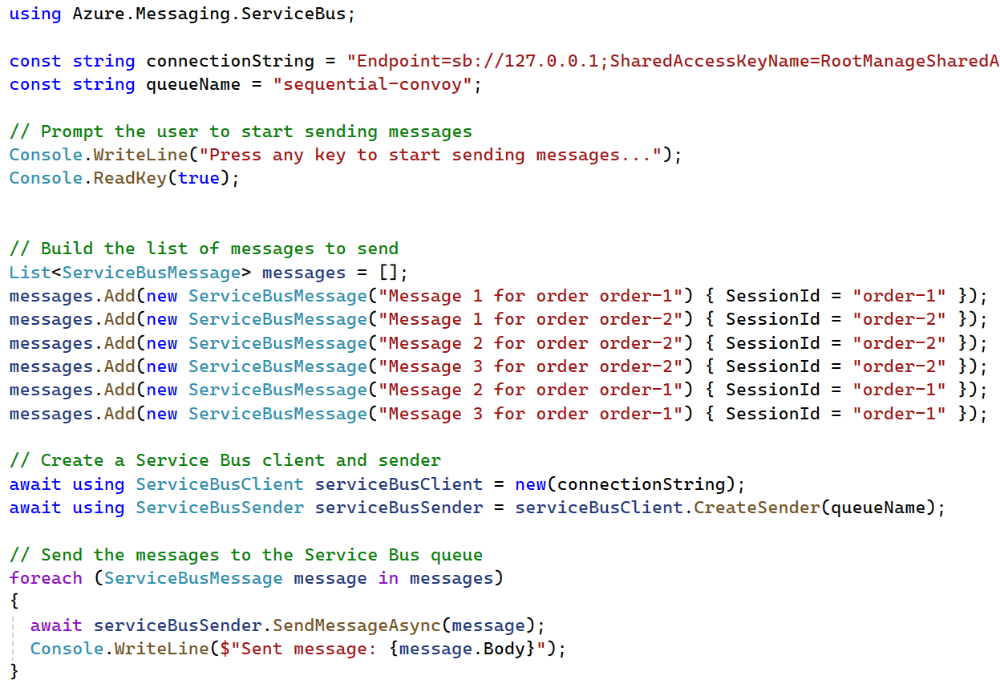 using Azure.Messaging.ServiceBus;
const string connectionString = "Endpoint=sb://127.0.0.1;SharedAccessKeyName=RootManageSharedA
const string queueName = "sequential-convoy";
// Prompt the user to start sending messages
Console.WriteLine("Press any key to start sending messages...");
Console.ReadKey(true);
// Build the list of messages to send
List<ServiceBusMessage> messages = [];
messages.Add(new ServiceBusMessage("Message 1 for order order-1") { SessionId = "order-1" });
messages.Add(new ServiceBusMessage("Message 1 for order order-2") { SessionId = "order-2" });
messages.Add(new ServiceBusMessage("Message 2 for order order-2") { SessionId = "order-2" });
messages.Add(new ServiceBusMessage("Message 3 for order order-2") { SessionId = "order-2" });
messages.Add(new ServiceBusMessage("Message 2 for order order-1") { SessionId = "order-1" });
messages.Add(new ServiceBusMessage("Message 3 for order order-1") { SessionId = "order-1" });
// Create a Service Bus client and sender
await using ServiceBusClient serviceBusClient = new(connectionString);
await using ServiceBusSender serviceBusSender = serviceBusClient.CreateSender(queueName);
// Send the messages to the Service Bus queue
foreach (ServiceBusMessage message in messages)
{
  await serviceBusSender.SendMessageAsync(message);
  Console.WriteLine($"Sent message: {message.Body}");
}